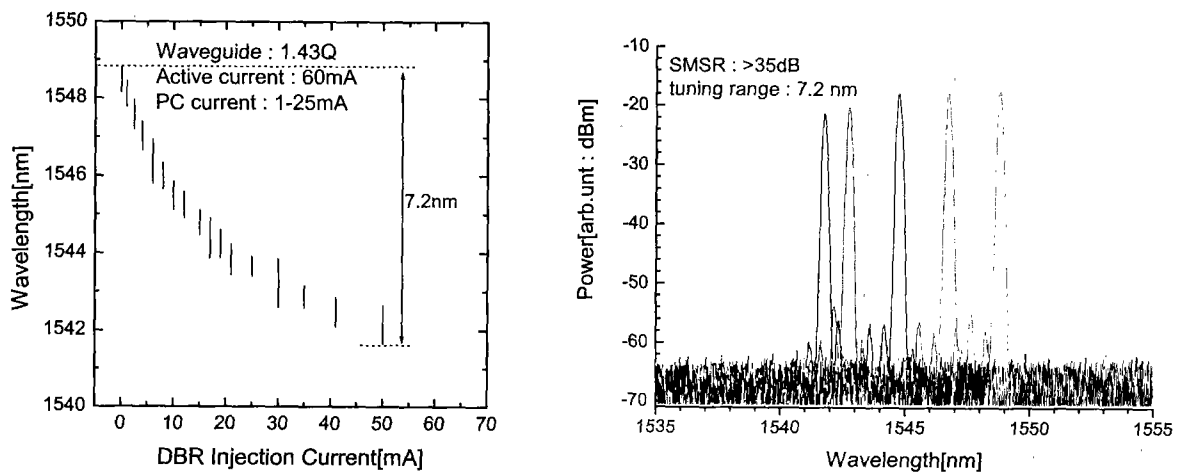 1550
1548
1546
1544
1542
1540
Wavelength[nm]
Waveguide : 1.43Q
Active current : 60mA
PC current : 1-25mA
7.2nm
0 10 20 30 40 50 60 70
DBR Injection Current[mA]
-10
-20
-30
-40
-50
-60
-70
Power[arb.unt : dBm]
SMSR : >35dB
tuning range : 7.2 nm
1535 1540 1545 1550 1555
Wavelength[nm]